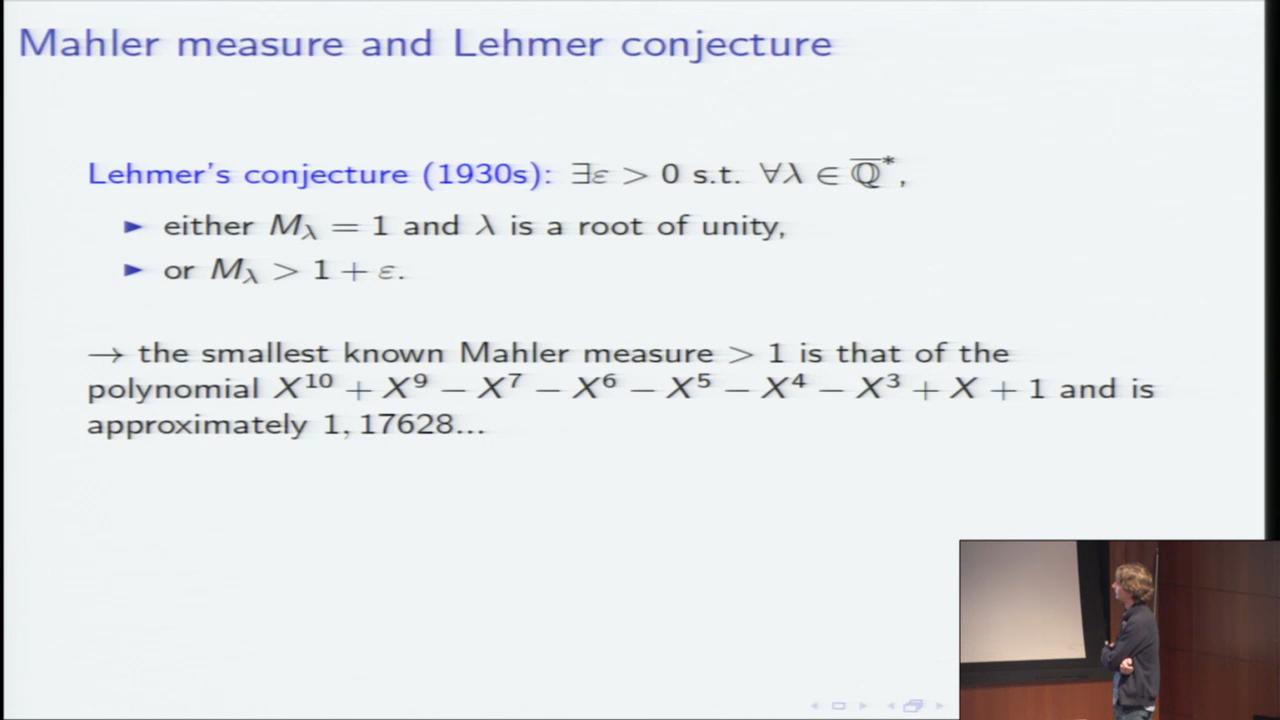 Mahler measure and Lehmer conjecture
Lehmer's conjecture (1930s): ∃ε > 0 s.t. ∀λ ∈ Q̅*,
► either M_λ = 1 and λ is a root of unity,
► or M_λ > 1 + ε.
→ the smallest known Mahler measure > 1 is that of the
polynomial X^10 + X^9 − X^7 − X^6 − X^5 − X^4 − X^3 + X + 1 and is
approximately 1, 17628...